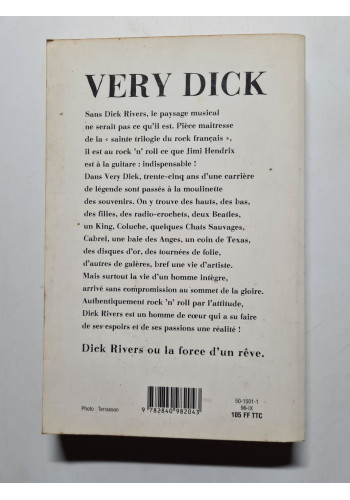 VERY DICK
Sans Dick Rivers, le paysage musical
ne serait pas ce qu'il est. Pièce maîtresse
de la « sainte trilogie du rock français »,
il est au rock 'n' roll ce que Jimi Hendrix
est à la guitare : indispensable !
Dans Very Dick, trente-cinq ans d'une carrière
de légende sont passés à la moulinette
des souvenirs. On y trouve des hauts, des bas,
des filles, des radio-crochets, deux Beatles,
un King, Coluche, quelques Chats Sauvages,
Cabrel, une baie des Anges, un coin de Texas,
des disques d'or, des tournées de folie,
d'autres de galères, bref une vie d'artiste.
Mais surtout la vie d'un homme intègre,
arrivé sans compromission au sommet de la gloire.
Authentiquement rock 'n' roll par l'attitude,
Dick Rivers est un homme de cœur qui a su faire
de ses espoirs et de ses passions une réalité !
Dick Rivers ou la force d'un rêve.
Photo : Terrasson
9 782840 982043
50-1501-1
96-IX
105 FF TTC